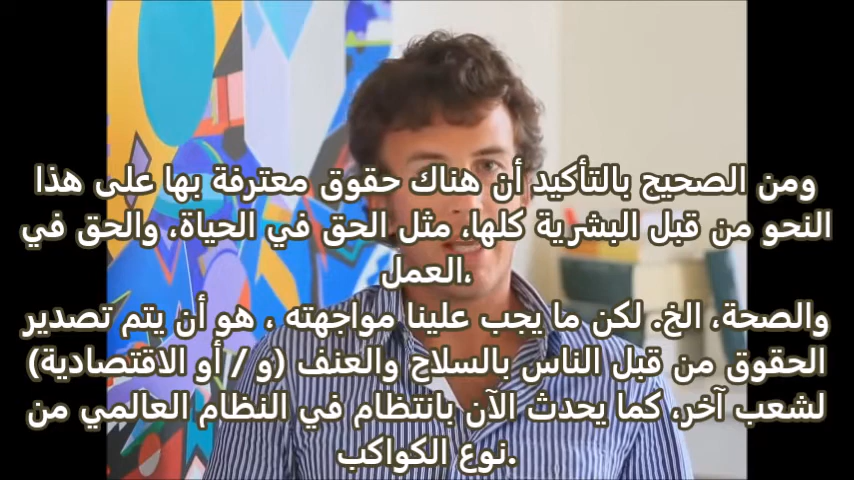 ومن الصحيح بالتأكيد أن هناك حقوق معترفة بها على هذا
النحو من قبل البشرية كلها، مثل الحق في الحياة، والحق في
العمل،
والصحة، الخ. لكن ما يجب علينا مواجهته ، هو أن يتم تصدير
الحقوق من قبل الناس بالسلاح والعنف (و / أو الاقتصادية)
لشعب آخر، كما يحدث الآن بانتظام في النظام العالمي من
نوع الكواكب.